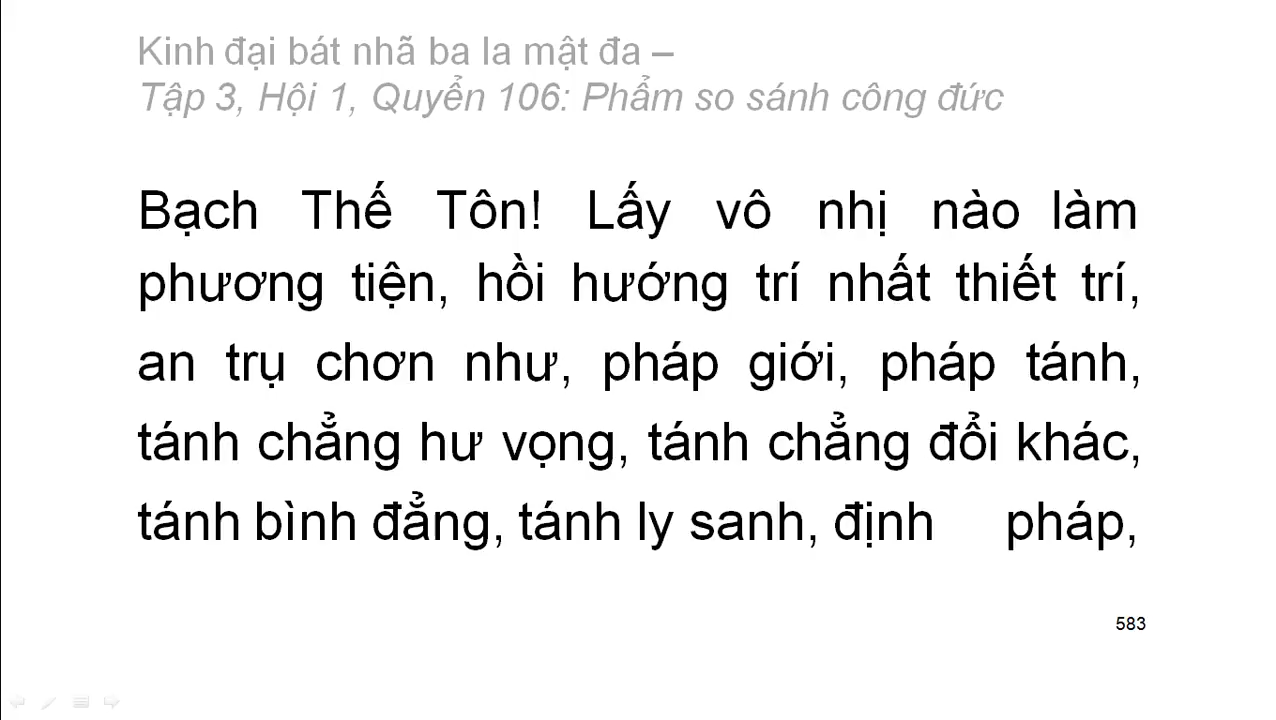 Kinh đại bát nhã ba la mật đa –
Tập 3, Hội 1, Quyển 106: Phẩm so sánh công đức
Bạch Thế Tôn! Lấy vô nhị nào làm
phương tiện, hồi hướng trí nhất thiết trí,
an trụ chơn như, pháp giới, pháp tánh,
tánh chẳng hư vọng, tánh chẳng đổi khác,
tánh bình đẳng, tánh ly sanh, định pháp,
583